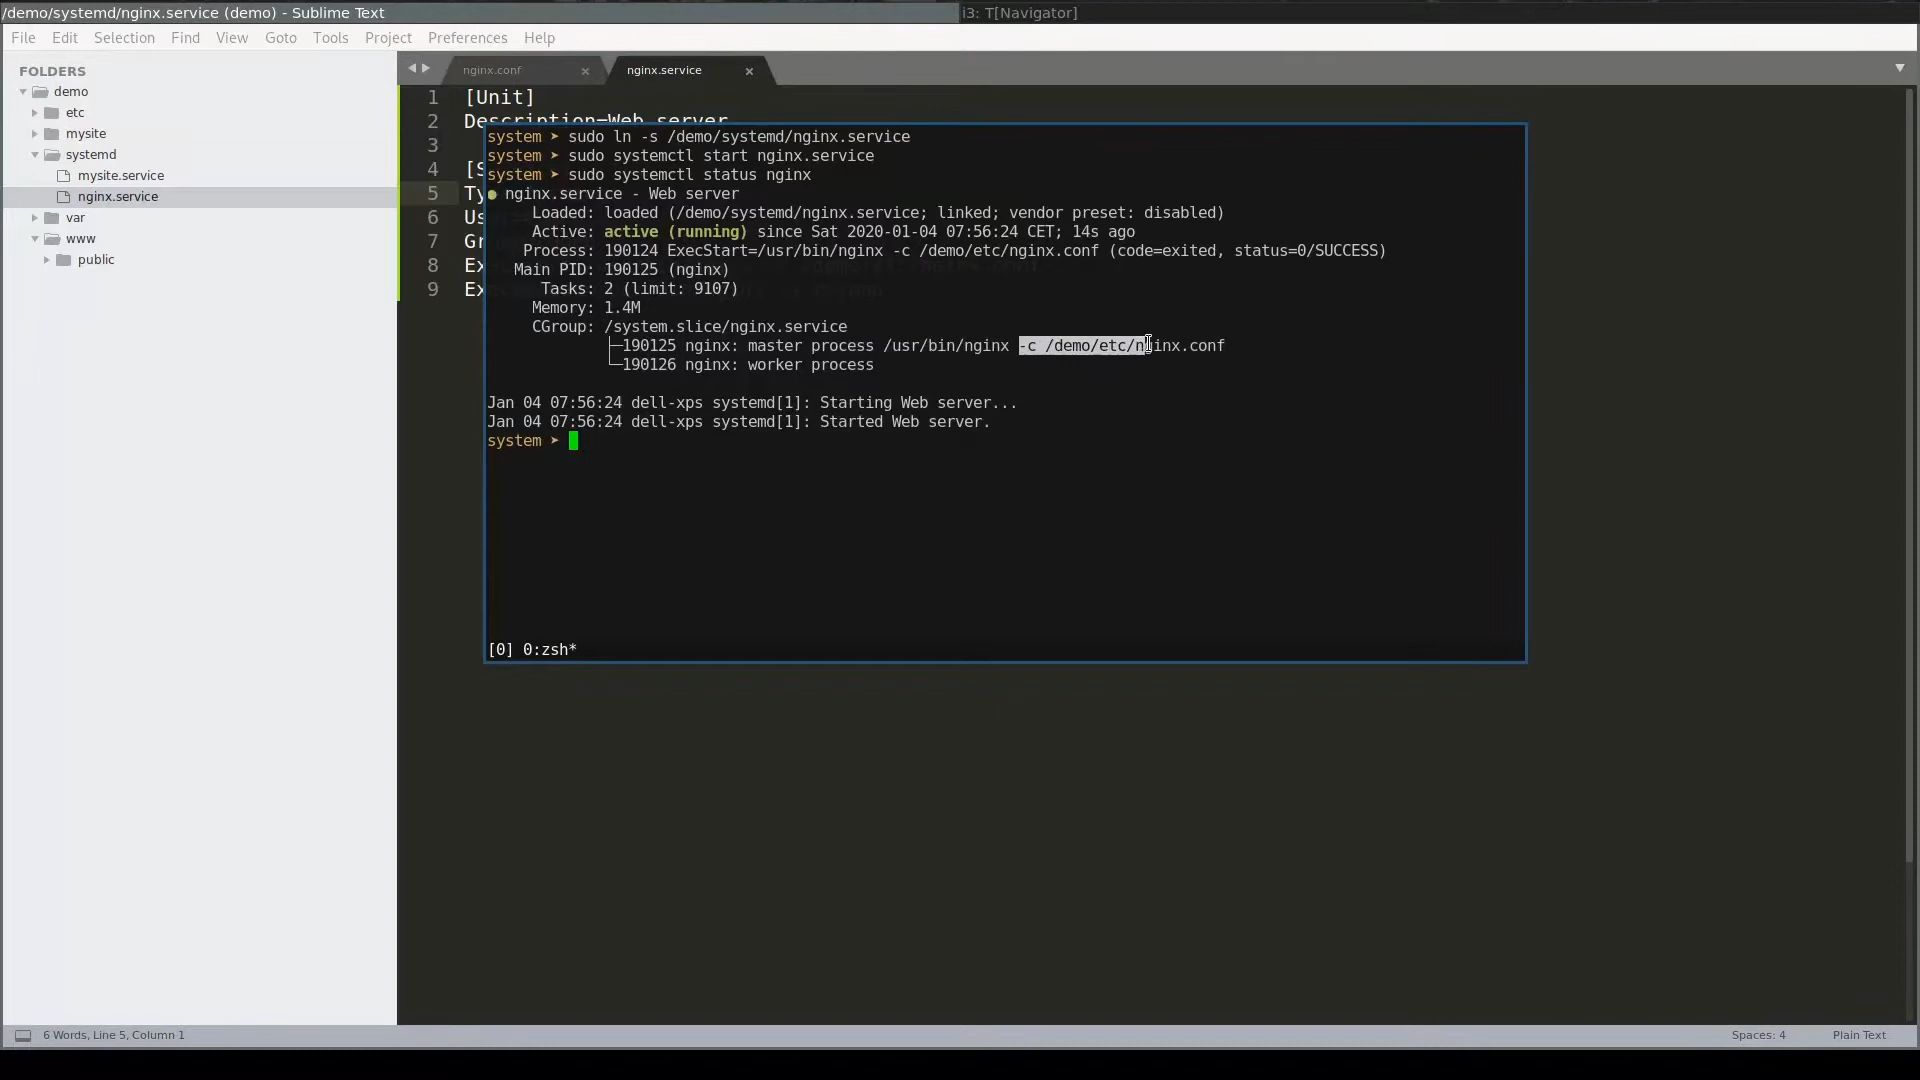 /demo/systemd/nginx.service (demo) - Sublime Text
i3: T[Navigator]
File Edit Selection Find View Goto Tools Project Preferences Help
FOLDERS
demo
etc
mysite
systemd
mysite.service
nginx.service
var
www
public
nginx.conf
nginx.service
1 [Unit]
2 Description=Web server
3
4 [S
5 Ty
6 Us
7 Gr
8 Ex
9 Ex
system ➤ sudo ln -s /demo/systemd/nginx.service
system ➤ sudo systemctl start nginx.service
system ➤ sudo systemctl status nginx
● nginx.service - Web server
Loaded: loaded (/demo/systemd/nginx.service; linked; vendor preset: disabled)
Active: active (running) since Sat 2020-01-04 07:56:24 CET; 14s ago
Process: 190124 ExecStart=/usr/bin/nginx -c /demo/etc/nginx.conf (code=exited, status=0/SUCCESS)
Main PID: 190125 (nginx)
Tasks: 2 (limit: 9107)
Memory: 1.4M
CGroup: /system.slice/nginx.service
├─190125 nginx: master process /usr/bin/nginx -c /demo/etc/nginx.conf
└─190126 nginx: worker process
Jan 04 07:56:24 dell-xps systemd[1]: Starting Web server...
Jan 04 07:56:24 dell-xps systemd[1]: Started Web server.
system ➤
[0] 0:zsh*
6 Words, Line 5, Column 1
Spaces: 4
Plain Text